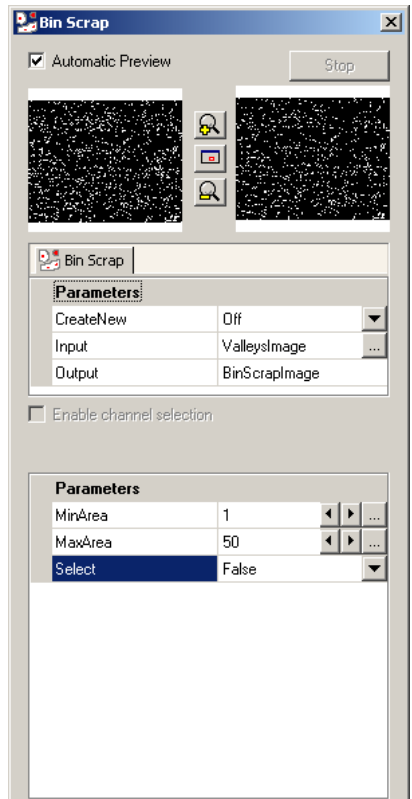 Bin Scrap
Automatic Preview
Stop
Bin Scrap
Parameters
CreateNew Off
Input ValleysImage ...
Output BinScrapImage
Enable channel selection
Parameters
MinArea 1 ...
MaxArea 50 ...
Select False